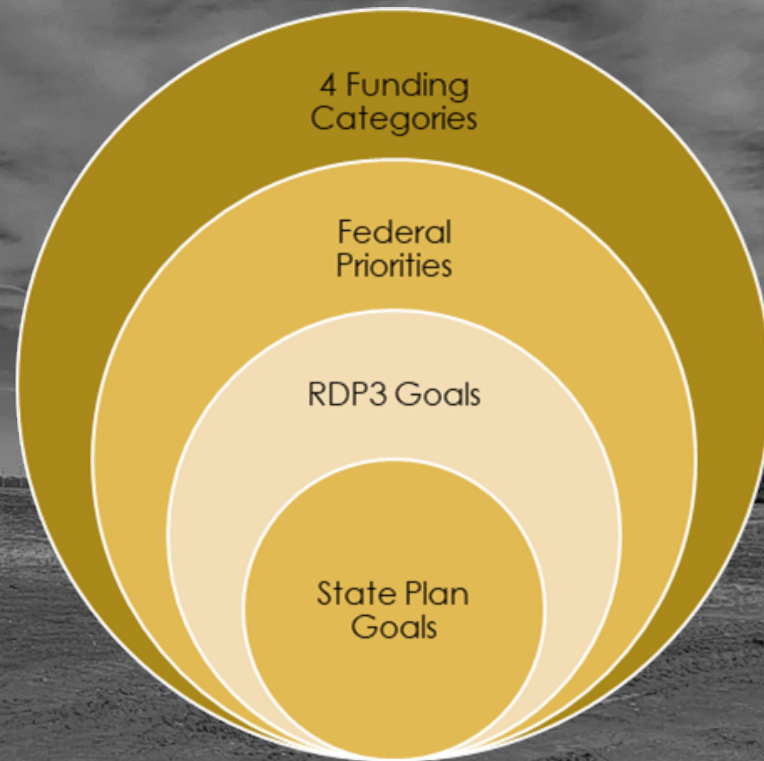 4 Funding
Categories
Federal
Priorities
RDP3 Goals
State Plan
Goals